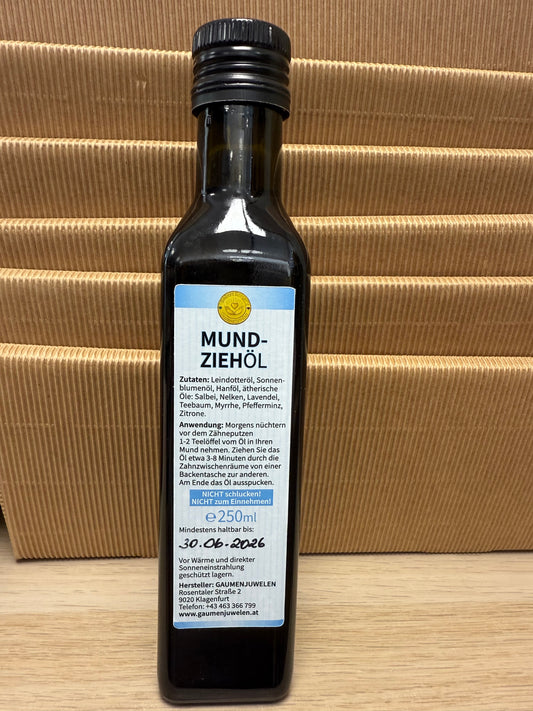 MUND-
ZIEHÖL
Zutaten: Leindotteröl, Sonnen-
blumenöl, Hanföl, ätherische
Öle: Salbei, Nelken, Lavendel,
Teebaum, Myrrhe, Pfefferminz,
Zitrone.
Anwendung: Morgens nüchtern
vor dem Zähneputzen
1-2 Teelöffel vom Öl in Ihren
Mund nehmen. Ziehen Sie das
Öl etwa 3-8 Minuten durch die
Zahnzwischenräume von einer
Backentasche zur anderen.
Am Ende das Öl ausspucken.
NICHT schlucken!
NICHT zum Einnehmen!
℮250ml
Mindestens haltbar bis:
30.06-2026
Vor Wärme und direkter
Sonneneinstrahlung
geschützt lagern.
Hersteller: GAUMENJUWELEN
Rosentaler Straße 2
9020 Klagenfurt
Telefon: +43 463 366 799
www.gaumenjuwelen.at